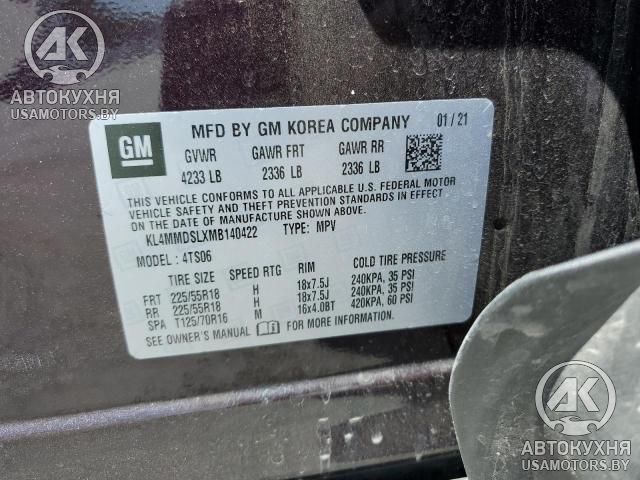 AK
АВТОКУХНЯ
USAMOTORS.BY
GM
MFD BY GM KOREA COMPANY 01/21
GVWR GAWR FRT GAWR RR
4233 LB 2336 LB 2336 LB
THIS VEHICLE CONFORMS TO ALL APPLICABLE U.S. FEDERAL MOTOR
VEHICLE SAFETY AND THEFT PREVENTION STANDARDS IN EFFECT
ON THE DATE OF MANUFACTURE SHOWN ABOVE.
KL4MMDSLXMB140422 TYPE: MPV
MODEL: 4TS06
TIRE SIZE SPEED RTG RIM COLD TIRE PRESSURE
FRT 225/55R18 H 18x7.5J 240KPA, 35 PSI
RR 225/55R18 H 18x7.5J 240KPA, 35 PSI
SPA T125/70R16 M 16x4.0BT 420KPA, 60 PSI
SEE OWNER'S MANUAL FOR MORE INFORMATION
AK
АВТОКУХНЯ
USAMOTORS.BY